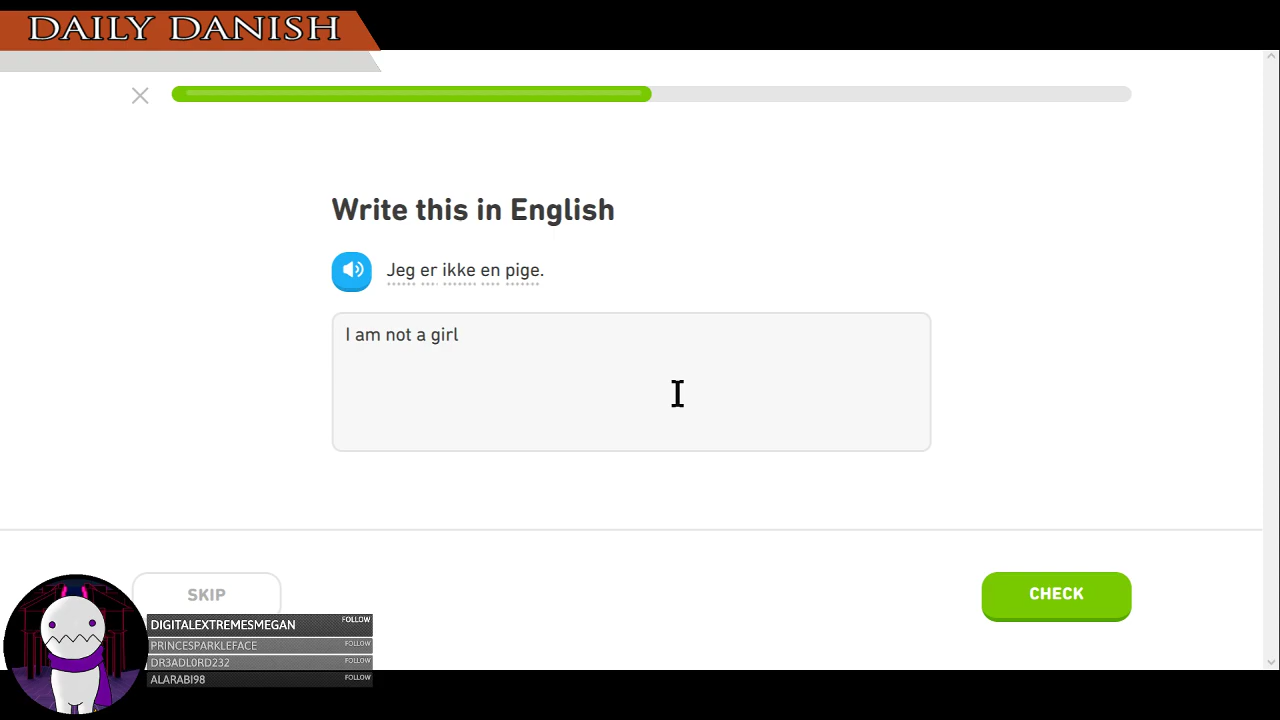 DAILY DANISH
Write this in English
Jeg er ikke en pige.
I am not a girl
SKIP
CHECK
DIGITALEXTREMESMEGAN FOLLOW
PRINCESPARKLEFACE FOLLOW
DR3ADL0RD232 FOLLOW
ALARABI98 FOLLOW